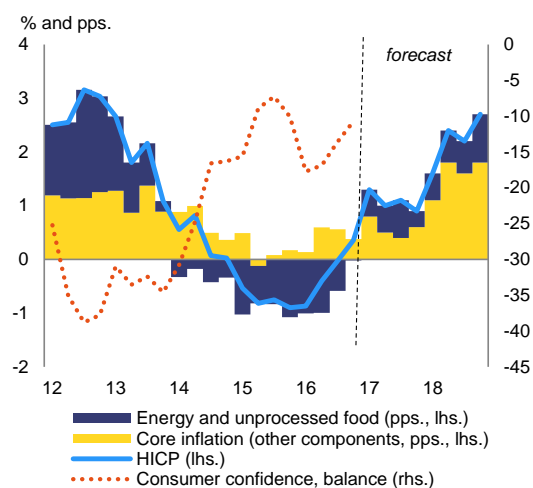 % and pps.
forecast
4
3
2
1
0
-1
-2
0
-5
-10
-15
-20
-25
-30
-35
-40
-45
12 13 14 15 16 17 18
Energy and unprocessed food (pps., lhs.)
Core inflation (other components, pps., lhs.)
HICP (lhs.)
Consumer confidence, balance (rhs.)